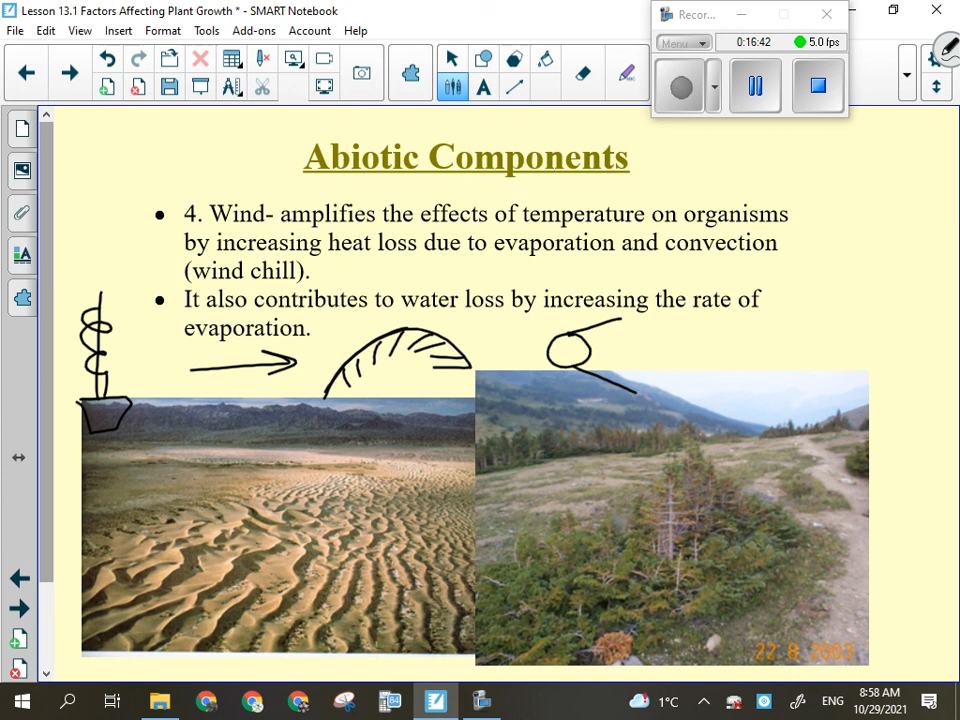 Lesson 13.1 Factors Affecting Plant Growth * - SMART Notebook
File Edit View Insert Format Tools Add-ons Account Help
Recor...
Menu
0:16:42
5.0 fps
Abiotic Components
• 4. Wind- amplifies the effects of temperature on organisms
by increasing heat loss due to evaporation and convection
(wind chill).
• It also contributes to water loss by increasing the rate of
evaporation.
22 8 2003
1°C
ENG
8:58 AM
10/29/2021